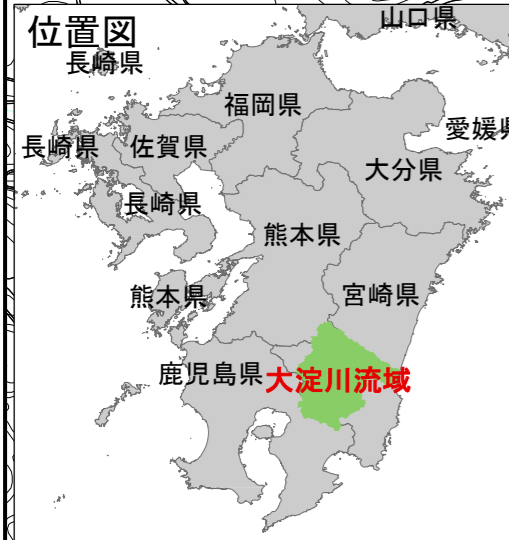 位置図
山口県
長崎県
福岡県
愛媛県
長崎県
佐賀県
大分県
長崎県
熊本県
熊本県
宮崎県
鹿児島県
大淀川流域